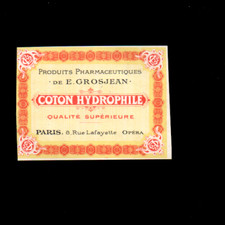 PRODUITS PHARMACEUTIQUES
DE E. GROSJEAN
COTON HYDROPHILE
QUALITÉ SUPÉRIEURE
PARIS. 8, Rue Lafayette OPÉRA